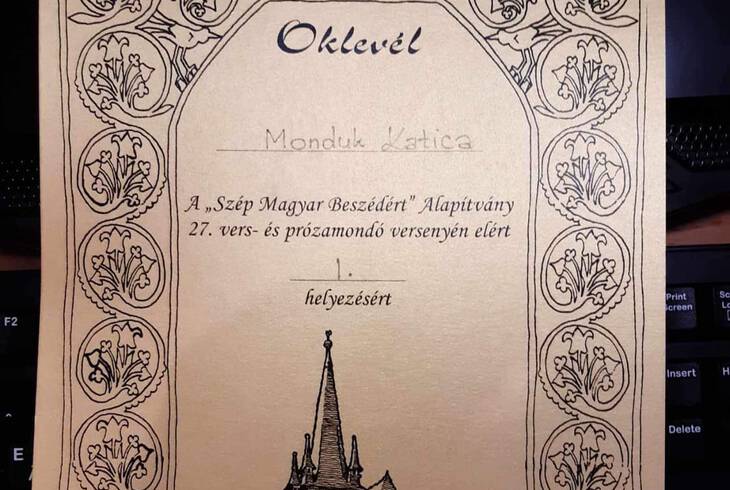 Oklevél
Monduk Katica
A „Szép Magyar Beszédért” Alapítvány
27. vers- és prózamondó versenyén elért
1.
helyezésért
F2
E
Print
Screen
Insert
Delete